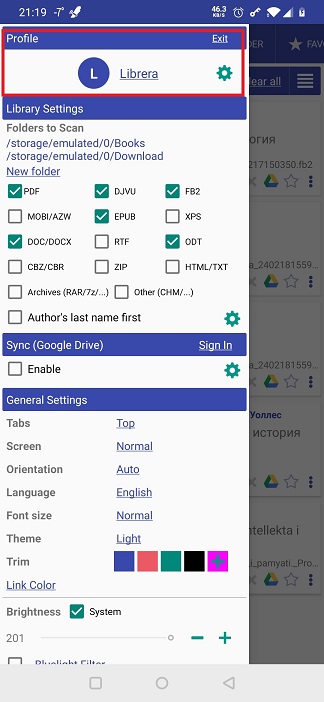 21:19 -7° 46.3 KB/s
Profile Exit
L Librera
Library Settings
Folders to Scan
/storage/emulated/0/Books
/storage/emulated/0/Download
New folder
PDF DJVU FB2
MOBI/AZW EPUB XPS
DOC/DOCX RTF ODT
CBZ/CBR ZIP HTML/TXT
Archives (RAR/7z/...) Other (CHM/...)
Author's last name first
Sync (Google Drive) Sign In
Enable
General Settings
Tabs Top
Screen Normal
Orientation Auto
Language English
Font size Normal
Theme Light
Trim
Link Color
Brightness System
201
Bluelight Filter
DER FAV
lear all
огия
217150350.fb2
a_2402181559...
a_2402181559...
Уоллес
история
ntellekta i
i_pamyati._Pro...